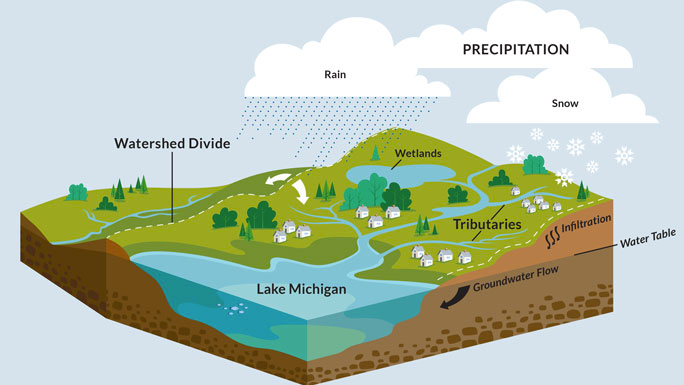 PRECIPITATION
Rain
Snow
Watershed Divide
Wetlands
Tributaries
Infiltration
Water Table
Groundwater Flow
Lake Michigan